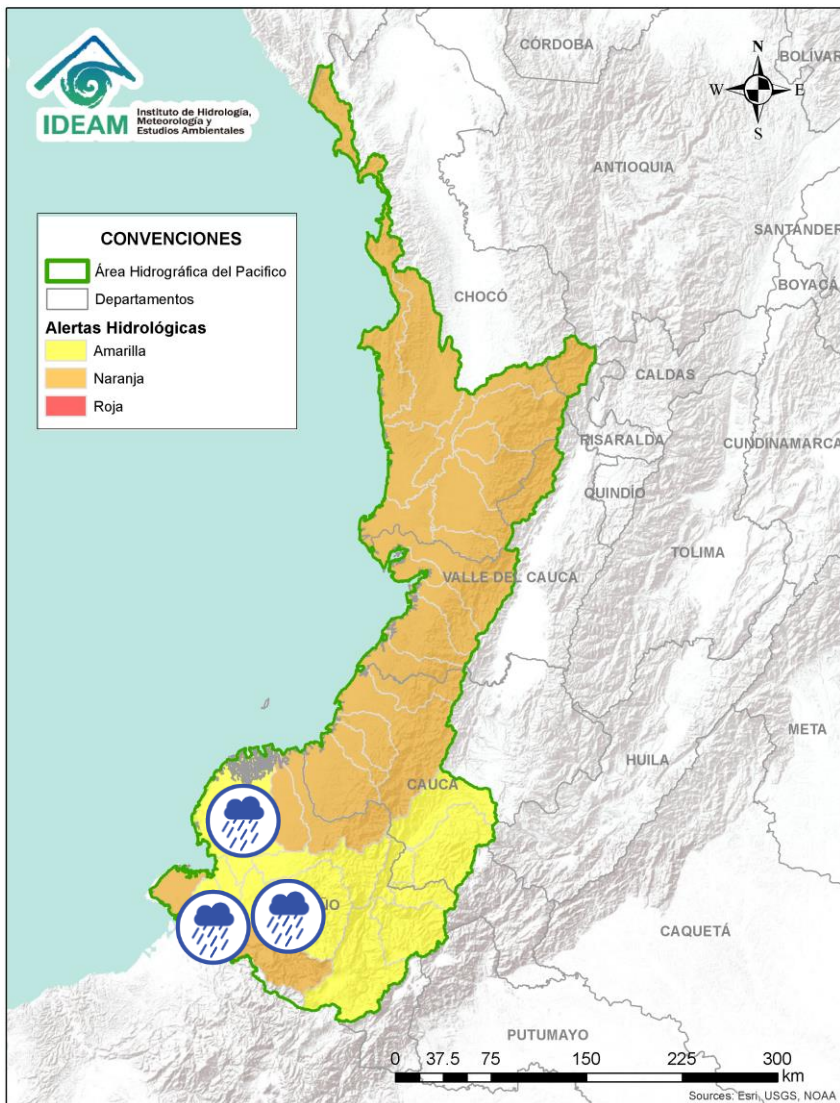 IDEAM
Instituto de Hidrología,
Meteorología y
Estudios Ambientales
CÓRDOBA
BOLÍVAR
N
W
E
S
ANTIOQUIA
SANTANDER
BOYACÁ
CONVENCIONES
Área Hidrográfica del Pacifico
Departamentos
Alertas Hidrológicas
Amarilla
Naranja
Roja
CHOCÓ
CALDAS
RISARALDA
CUNDINAMARCA
QUINDÍO
TOLIMA
VALLE DEL CAUCA
META
HUILA
CAUCA
CAQUETÁ
PUTUMAYO
0 37.5 75 150 225 300
km
Sources: Esri, USGS, NOAA